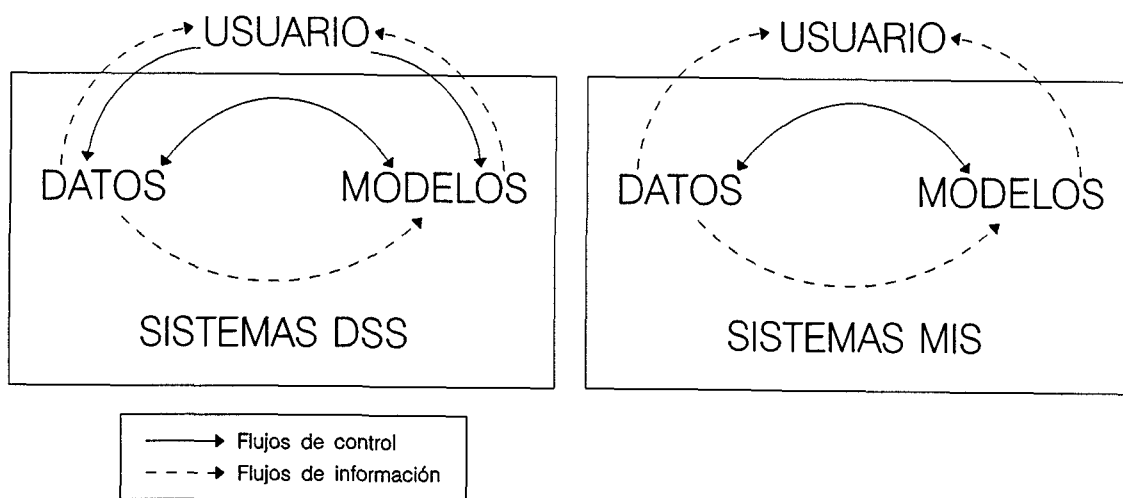 USUARIO
DATOS
MODELOS
SISTEMAS DSS
USUARIO
DATOS
MODELOS
SISTEMAS MIS
Flujos de control
Flujos de información